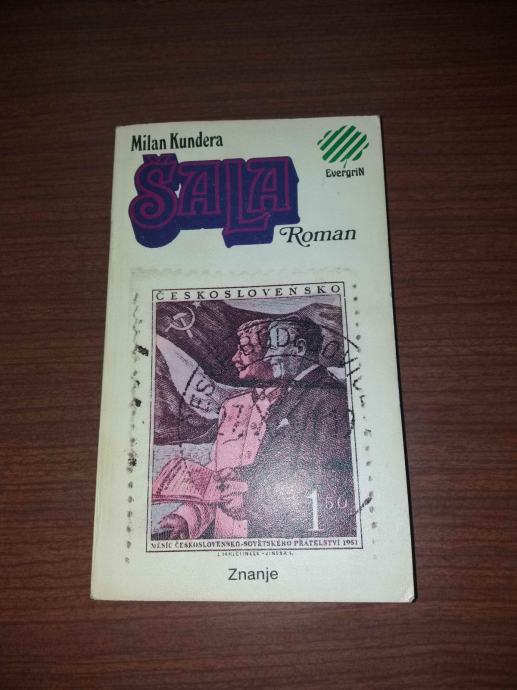 Milan Kundera
EvergriN
ŠALA
Roman
ČESKOSLOVENSKO
1 50
MĚSÍC ČESKOSLOVENSKO-SOVĚTSKÉHO PŘÁTELSTVÍ 1951
Znanje